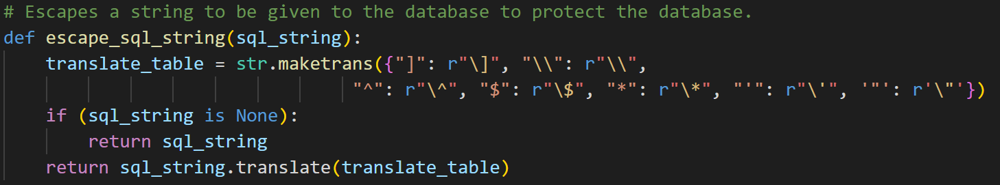 # Escapes a string to be given to the database to protect the database.
def escape_sql_string(sql_string):
    translate_table = str.maketrans({"]": r"\]", "\\": r"\\",
                                 "^": r"\^", "$": r"\$", "*": r"\*", "'": r"\'", '"': r'\"'})
    if (sql_string is None):
        return sql_string
    return sql_string.translate(translate_table)